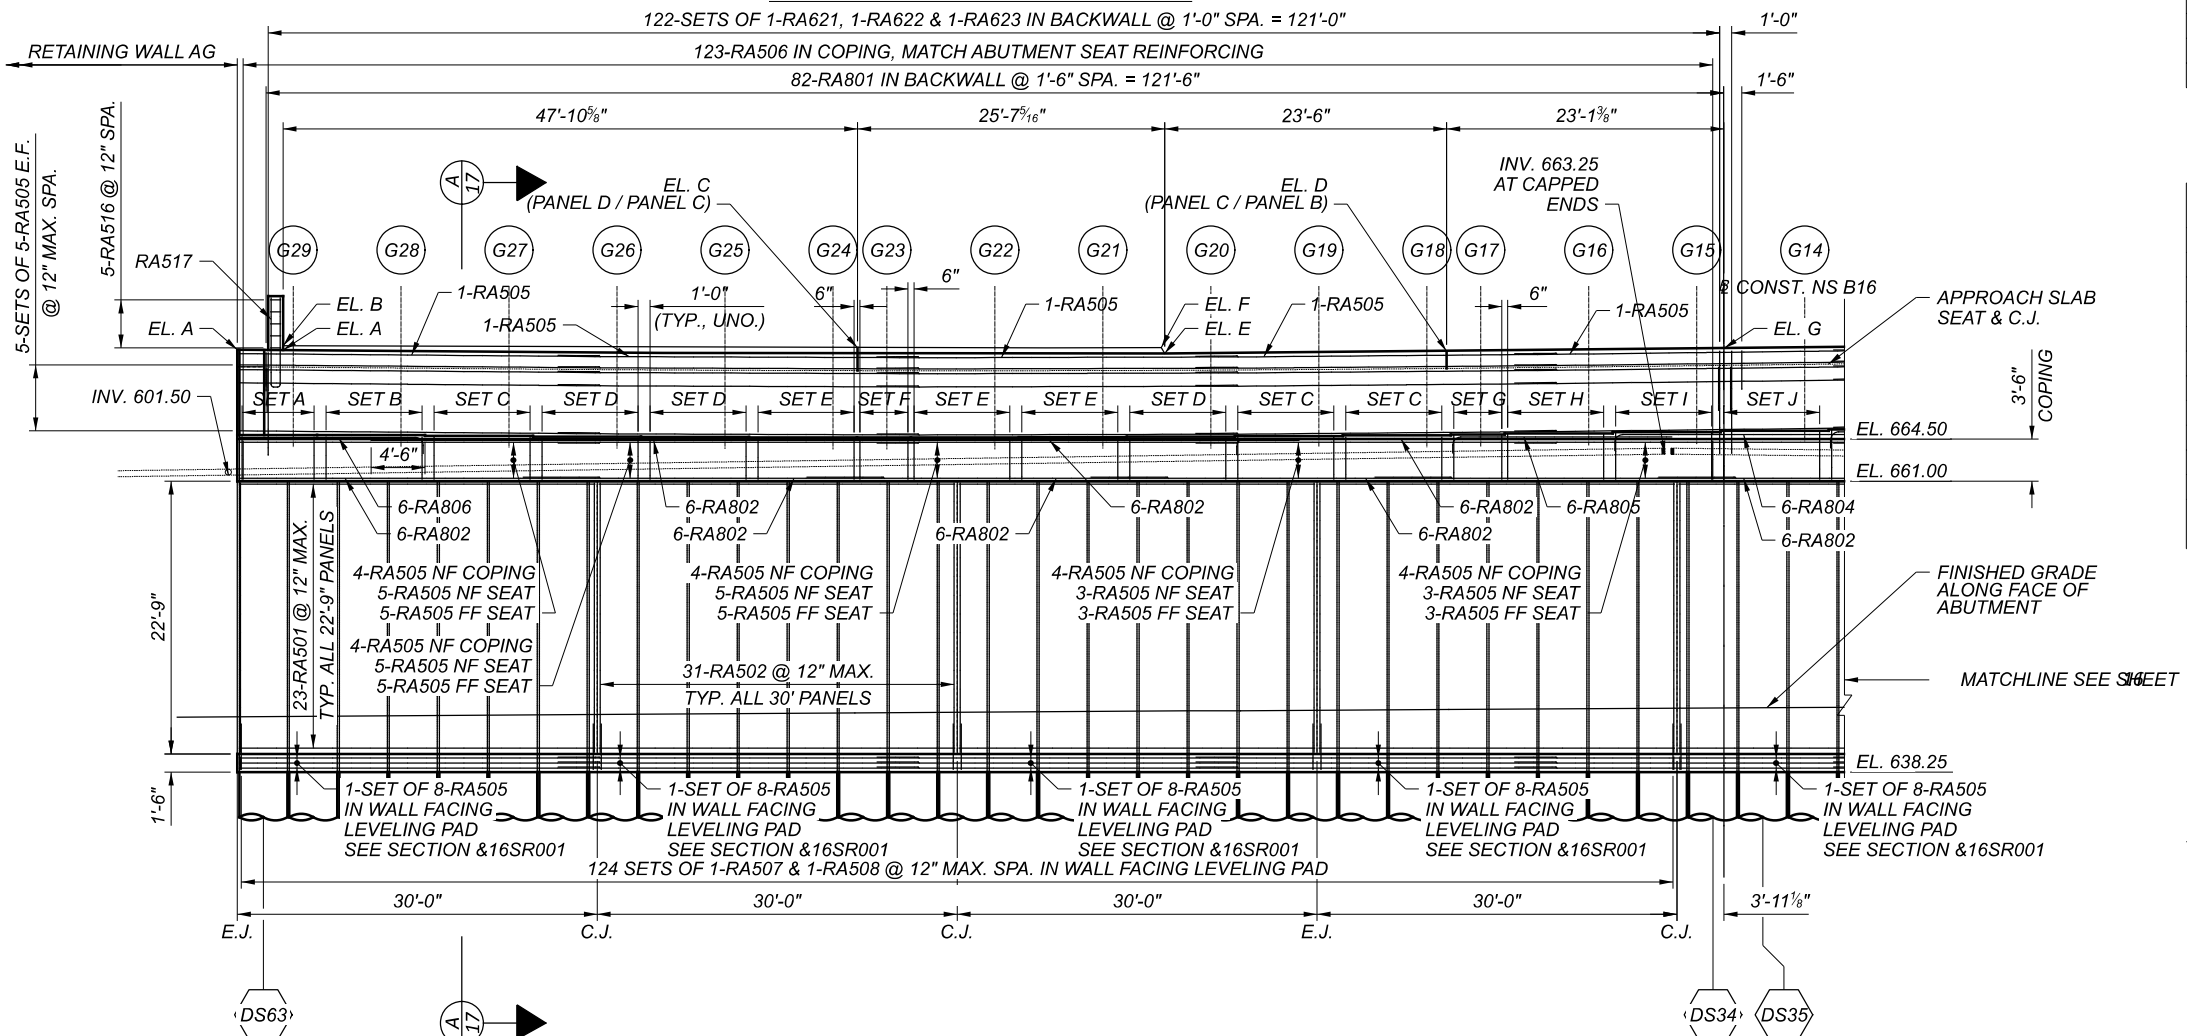 122-SETS OF 1-RA621, 1-RA622 & 1-RA623 IN BACKWALL @ 1'-0" SPA. = 121'-0"
1'-0"
RETAINING WALL AG
123-RA506 IN COPING, MATCH ABUTMENT SEAT REINFORCING
82-RA801 IN BACKWALL @ 1'-6" SPA. = 121'-6"
1'-6"
47'-10⅝"
25'-7 5/16"
23'-6"
23'-1⅜"
5-SETS OF 5-RA505 E.F.
@ 12" MAX. SPA.
5-RA516 @ 12" SPA.
A
17
EL. C
(PANEL D / PANEL C)
EL. D
(PANEL C / PANEL B)
INV. 663.25
AT CAPPED
ENDS
G29
G28
G27
G26
G25
G24
G23
G22
G21
G20
G19
G18
G17
G16
G15
G14
RA517
EL. A
EL. B
EL. A
1-RA505
1-RA505
1'-0"
(TYP., UNO.)
6"
6"
1-RA505
EL. F
EL. E
1-RA505
6"
1-RA505
CONST. NS B16
EL. G
APPROACH SLAB
SEAT & C.J.
INV. 601.50
SET A
SET B
SET C
SET D
SET D
SET E
SET F
SET E
SET E
SET D
SET C
SET C
SET G
SET H
SET I
SET J
3'-6"
COPING
EL. 664.50
4'-6"
EL. 661.00
6-RA806
6-RA802
6-RA802
6-RA802
6-RA802
6-RA802
6-RA802
6-RA802
6-RA805
6-RA804
6-RA802
22'-9"
23-RA501 @ 12" MAX.
TYP. ALL 22'-9" PANELS
4-RA505 NF COPING
5-RA505 NF SEAT
5-RA505 FF SEAT
4-RA505 NF COPING
5-RA505 NF SEAT
5-RA505 FF SEAT
4-RA505 NF COPING
5-RA505 NF SEAT
5-RA505 FF SEAT
4-RA505 NF COPING
3-RA505 NF SEAT
3-RA505 FF SEAT
4-RA505 NF COPING
3-RA505 NF SEAT
3-RA505 FF SEAT
FINISHED GRADE
ALONG FACE OF
ABUTMENT
31-RA502 @ 12" MAX.
TYP. ALL 30' PANELS
MATCHLINE SEE SHEET
EL. 638.25
1'-6"
1-SET OF 8-RA505
IN WALL FACING
LEVELING PAD
SEE SECTION &16SR001
1-SET OF 8-RA505
IN WALL FACING
LEVELING PAD
SEE SECTION &16SR001
1-SET OF 8-RA505
IN WALL FACING
LEVELING PAD
SEE SECTION &16SR001
1-SET OF 8-RA505
IN WALL FACING
LEVELING PAD
SEE SECTION &16SR001
1-SET OF 8-RA505
IN WALL FACING
LEVELING PAD
SEE SECTION &16SR001
124 SETS OF 1-RA507 & 1-RA508 @ 12" MAX. SPA. IN WALL FACING LEVELING PAD
30'-0"
30'-0"
30'-0"
30'-0"
3'-11⅛"
E.J.
C.J.
C.J.
E.J.
C.J.
DS63
A
17
DS34
DS35